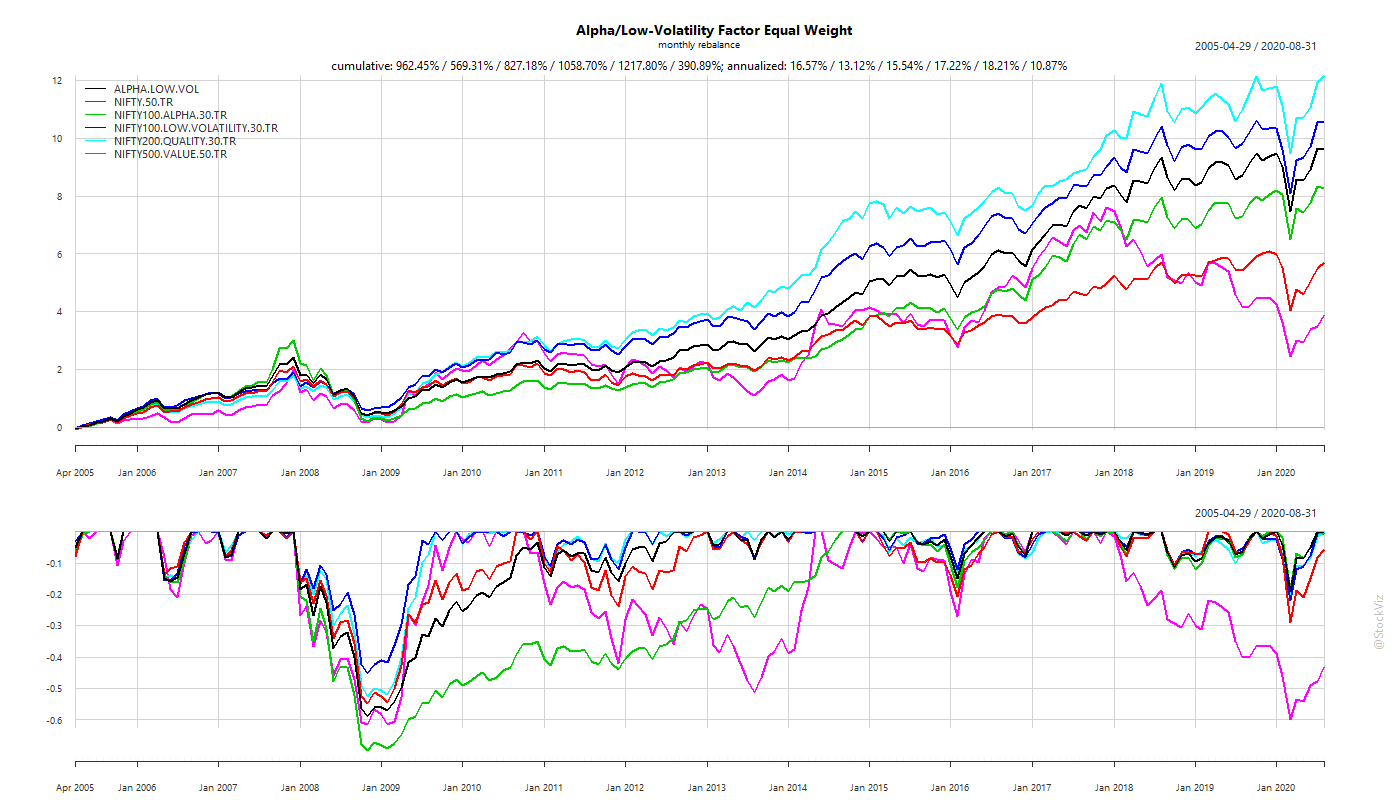 Alpha/Low-Volatility Factor Equal Weight
monthly rebalance
2005-04-29 / 2020-08-31
cumulative: 962.45% / 569.31% / 827.18% / 1058.70% / 1217.80% / 390.89%; annualized: 16.57% / 13.12% / 15.54% / 17.22% / 18.21% / 10.87%
12
ALPHA.LOW.VOL
NIFTY.50.TR
NIFTY100.ALPHA.30.TR
NIFTY100.LOW.VOLATILITY.30.TR
NIFTY200.QUALITY.30.TR
NIFTY500.VALUE.50.TR
10
8
6
4
2
0
Apr 2005 Jan 2006 Jan 2007 Jan 2008 Jan 2009 Jan 2010 Jan 2011 Jan 2012 Jan 2013 Jan 2014 Jan 2015 Jan 2016 Jan 2017 Jan 2018 Jan 2019 Jan 2020
2005-04-29 / 2020-08-31
-0.1
-0.2
-0.3
-0.4
-0.5
-0.6
@StockViz
Apr 2005 Jan 2006 Jan 2007 Jan 2008 Jan 2009 Jan 2010 Jan 2011 Jan 2012 Jan 2013 Jan 2014 Jan 2015 Jan 2016 Jan 2017 Jan 2018 Jan 2019 Jan 2020